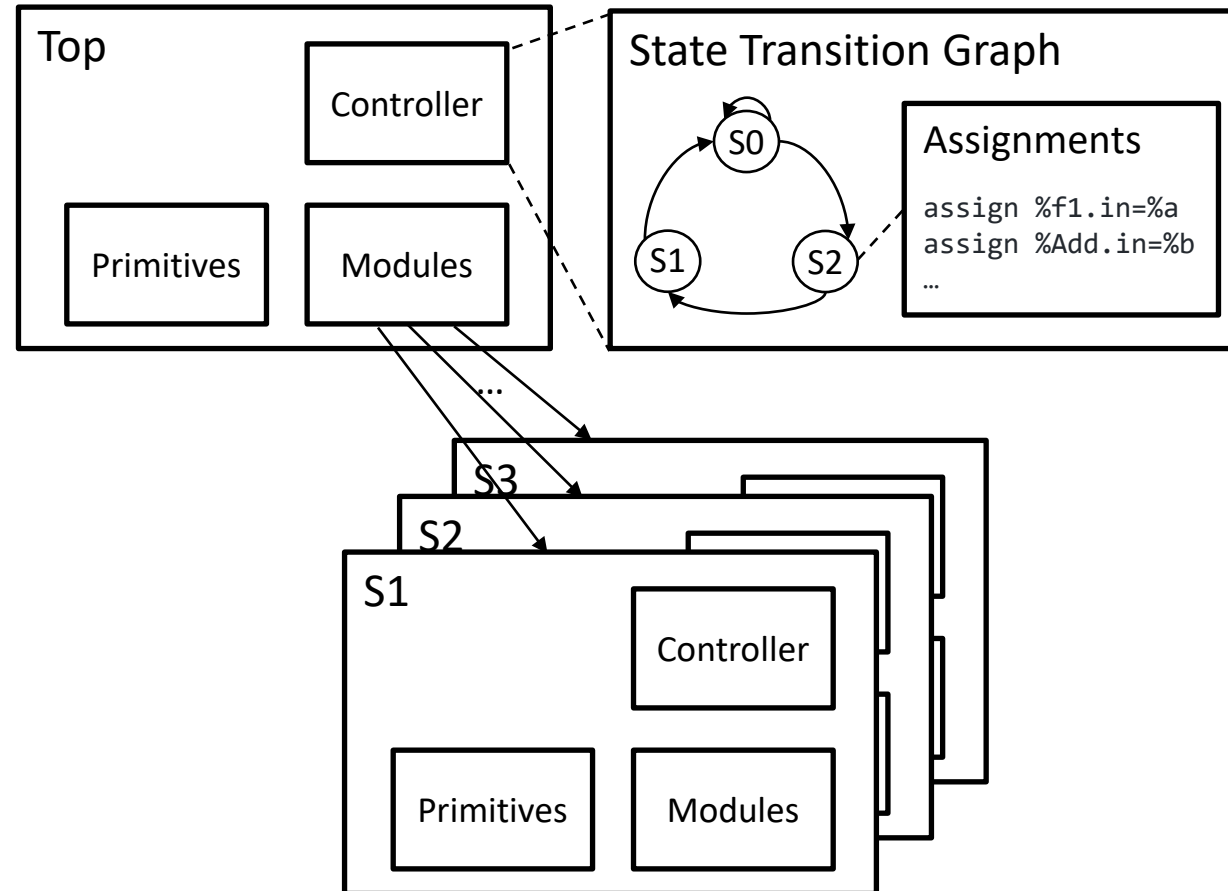 Top
Controller
Primitives
Modules
State Transition Graph
S0
S1
S2
Assignments
assign %f1.in=%a
assign %Add.in=%b
…
...
S3
S2
S1
Controller
Primitives
Modules